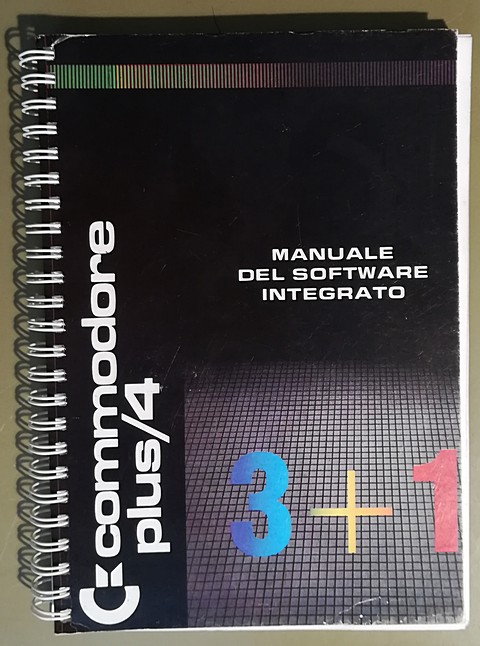 MANUALE
DEL SOFTWARE
INTEGRATO
commodore
plus/4
3+1